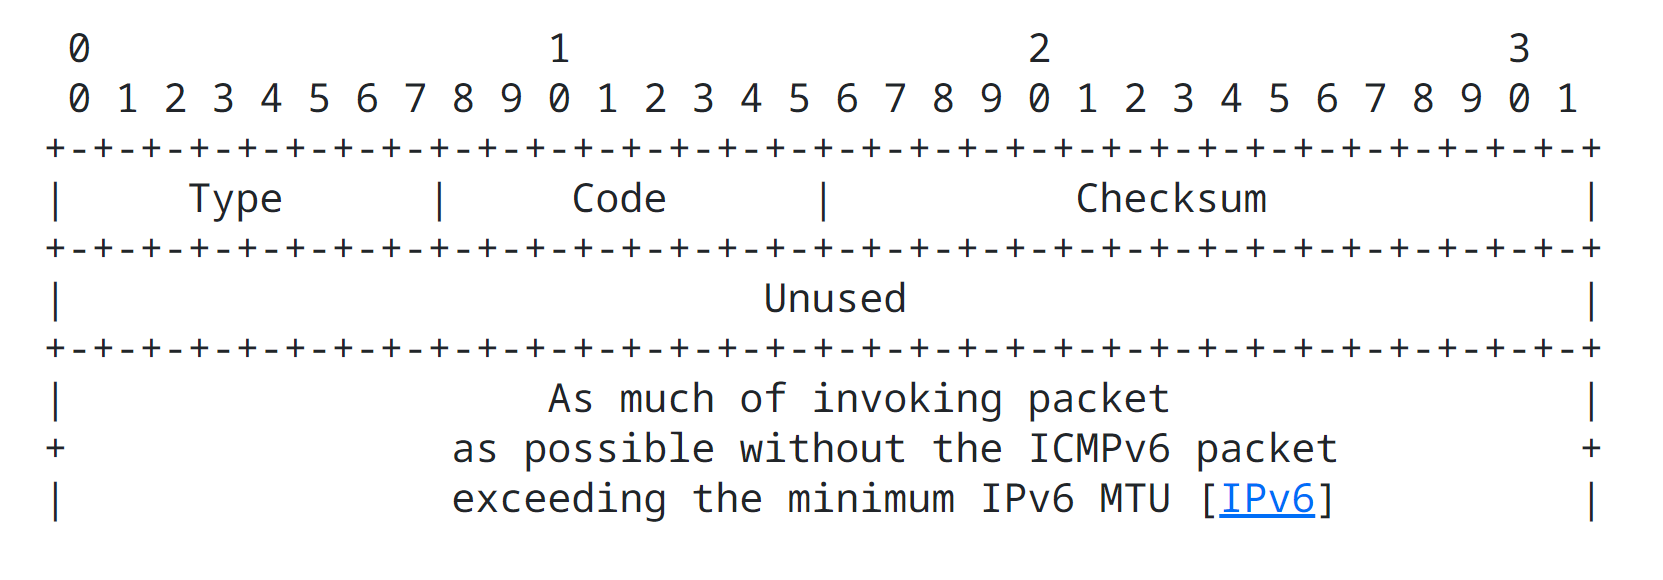 0                   1                   2                   3
 0 1 2 3 4 5 6 7 8 9 0 1 2 3 4 5 6 7 8 9 0 1 2 3 4 5 6 7 8 9 0 1
+-+-+-+-+-+-+-+-+-+-+-+-+-+-+-+-+-+-+-+-+-+-+-+-+-+-+-+-+-+-+-+-+
|     Type      |     Code      |          Checksum             |
+-+-+-+-+-+-+-+-+-+-+-+-+-+-+-+-+-+-+-+-+-+-+-+-+-+-+-+-+-+-+-+-+
|                             Unused                            |
+-+-+-+-+-+-+-+-+-+-+-+-+-+-+-+-+-+-+-+-+-+-+-+-+-+-+-+-+-+-+-+-+
|                    As much of invoking packet                 |
+                as possible without the ICMPv6 packet          +
|                exceeding the minimum IPv6 MTU [IPv6]          |